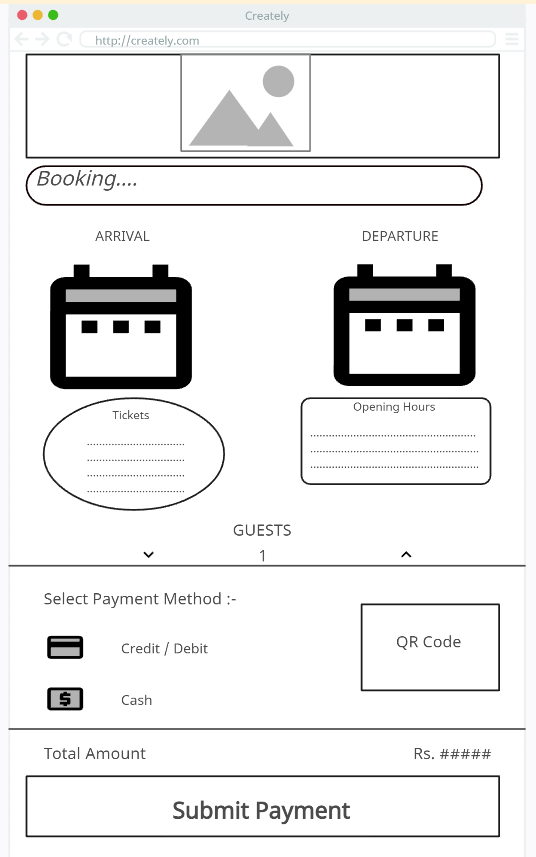 Creately
http://creately.com
Booking....
ARRIVAL
DEPARTURE
Tickets
Opening Hours
GUESTS
1
Select Payment Method :-
Credit / Debit
QR Code
$
Cash
Total Amount
Rs. #####
Submit Payment